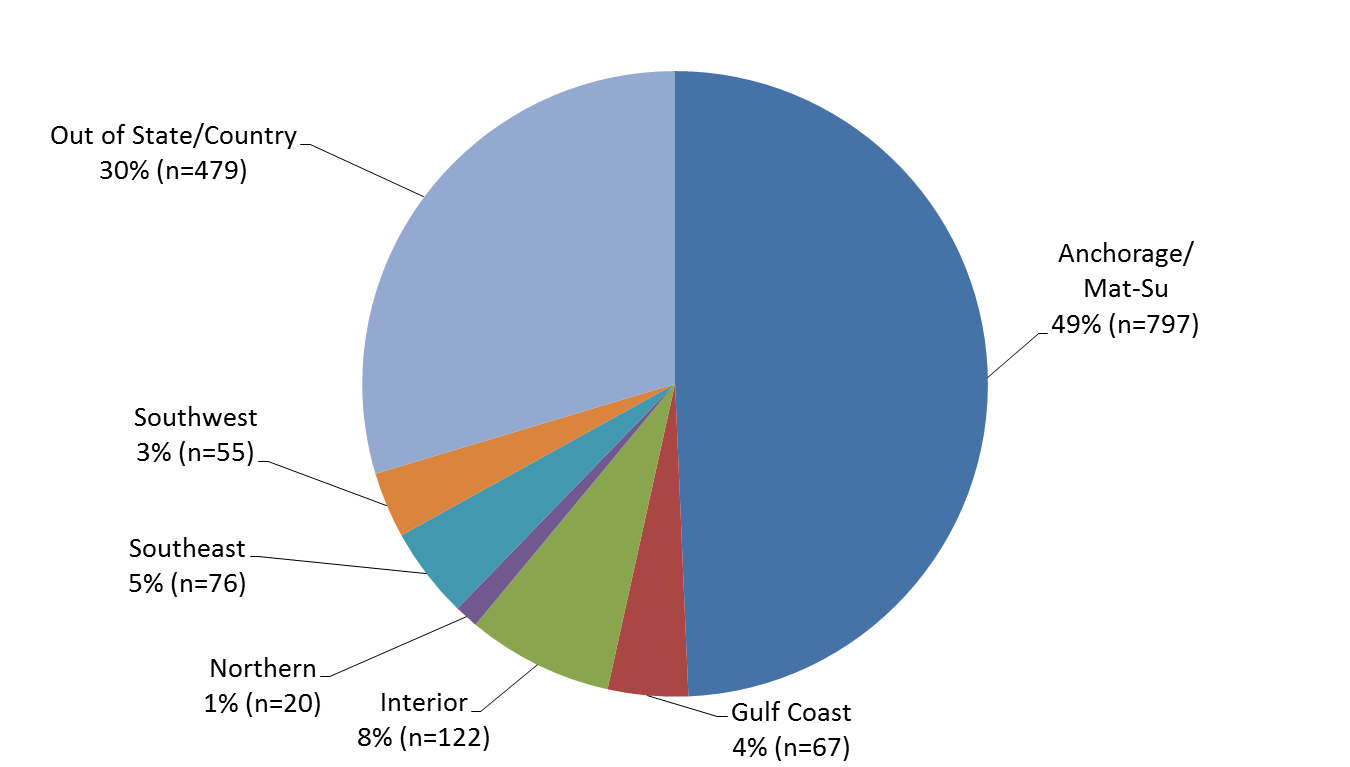 Out of State/Country
30% (n=479)
Anchorage/
Mat-Su
49% (n=797)
Southwest
3% (n=55)
Southeast
5% (n=76)
Northern
1% (n=20)
Interior
8% (n=122)
Gulf Coast
4% (n=67)